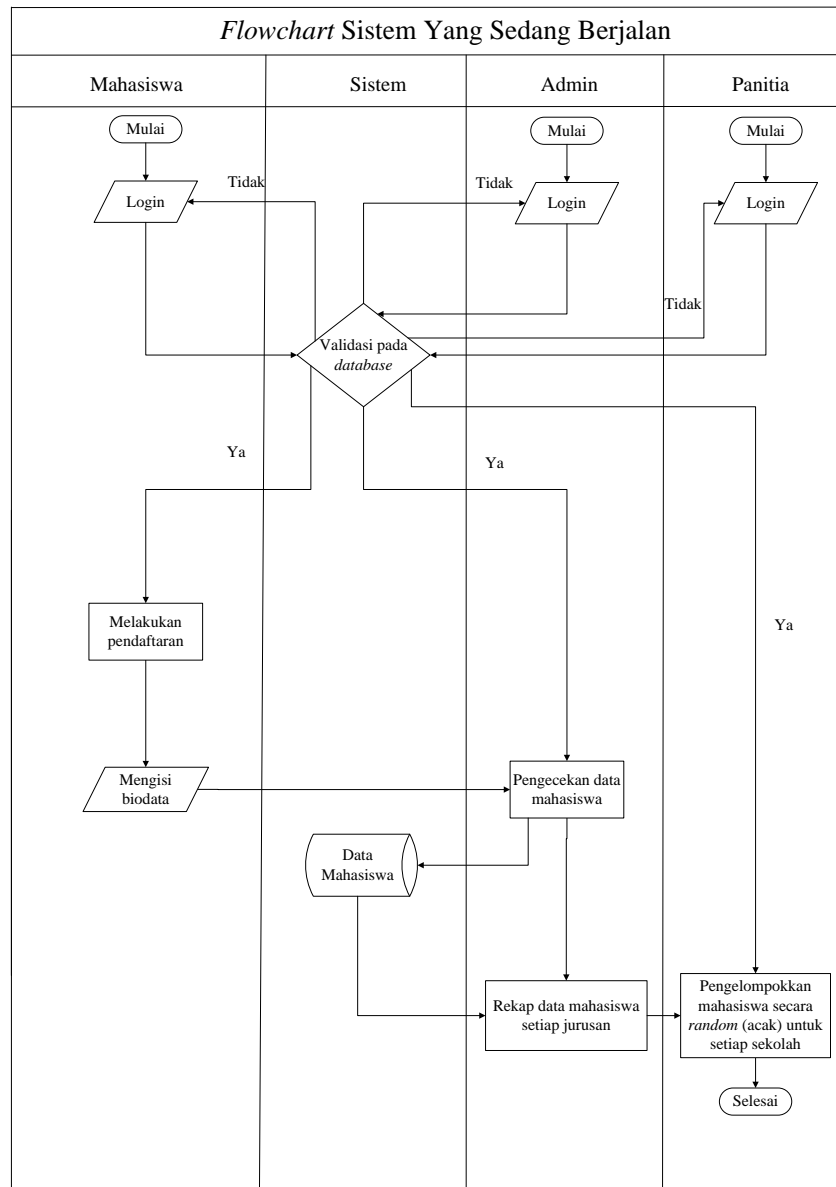 Flowchart Sistem Yang Sedang Berjalan
Mahasiswa
Sistem
Admin
Panitia
Mulai
Mulai
Mulai
Login
Tidak
Tidak
Login
Login
Tidak
Validasi pada
database
Ya
Ya
Ya
Melakukan
pendaftaran
Mengisi
biodata
Pengecekan data
mahasiswa
Data
Mahasiswa
Rekap data mahasiswa
setiap jurusan
Pengelompokkan
mahasiswa secara
random (acak) untuk
setiap sekolah
Selesai